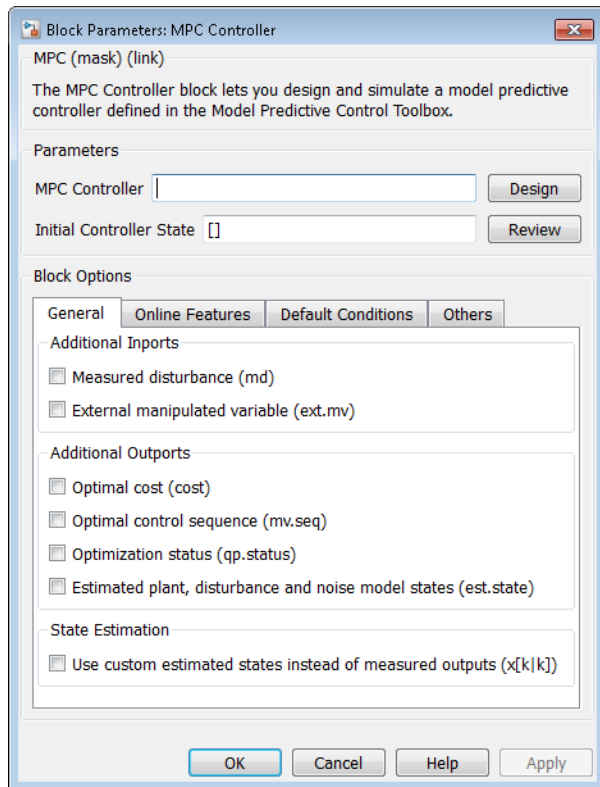 Block Parameters: MPC Controller
MPC (mask) (link)
The MPC Controller block lets you design and simulate a model predictive
controller defined in the Model Predictive Control Toolbox.
Parameters
MPC Controller
Design
Initial Controller State
[]
Review
Block Options
General
Online Features
Default Conditions
Others
Additional Inports
Measured disturbance (md)
External manipulated variable (ext.mv)
Additional Outports
Optimal cost (cost)
Optimal control sequence (mv.seq)
Optimization status (qp.status)
Estimated plant, disturbance and noise model states (est.state)
State Estimation
Use custom estimated states instead of measured outputs (x[k|k])
OK
Cancel
Help
Apply